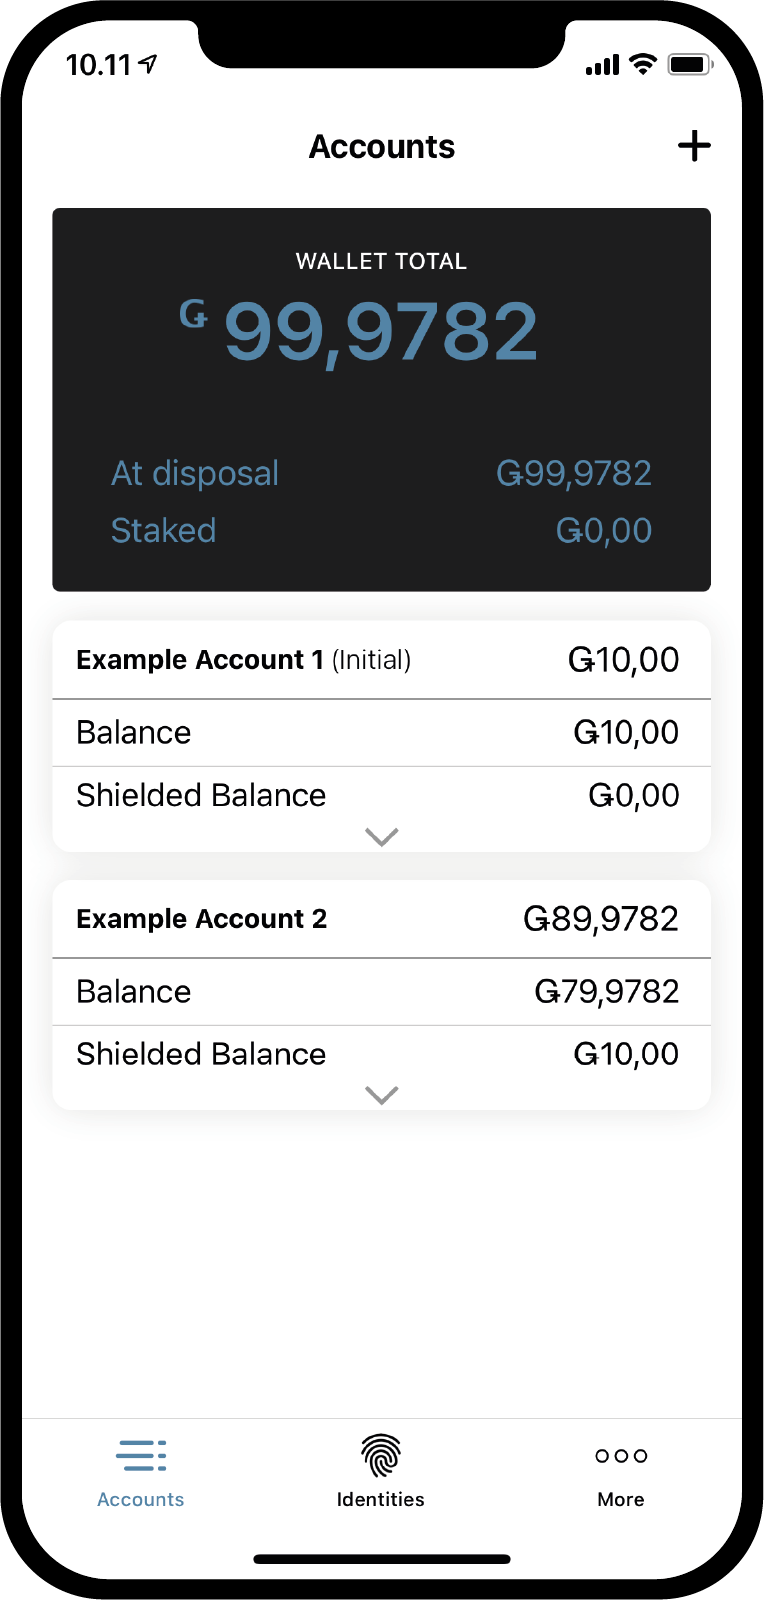 10.11
Accounts
WALLET TOTAL
Ǥ 99,9782
At disposal Ǥ99,9782
Staked Ǥ0,00
Example Account 1 (Initial) Ǥ10,00
Balance Ǥ10,00
Shielded Balance Ǥ0,00
Example Account 2 Ǥ89,9782
Balance Ǥ79,9782
Shielded Balance Ǥ10,00
Accounts Identities More